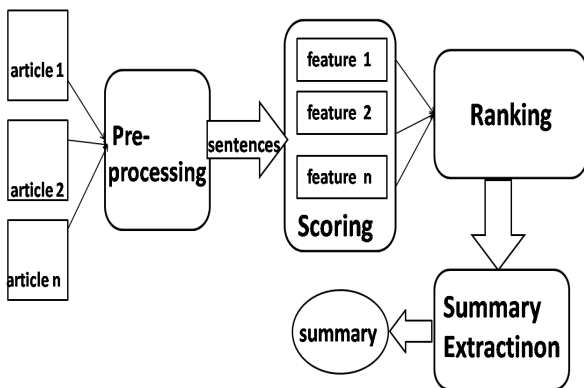 article 1
article 2
article n
Pre-
processing
sentences
feature 1
feature 2
feature n
Scoring
Ranking
Summary
Extractinon
summary